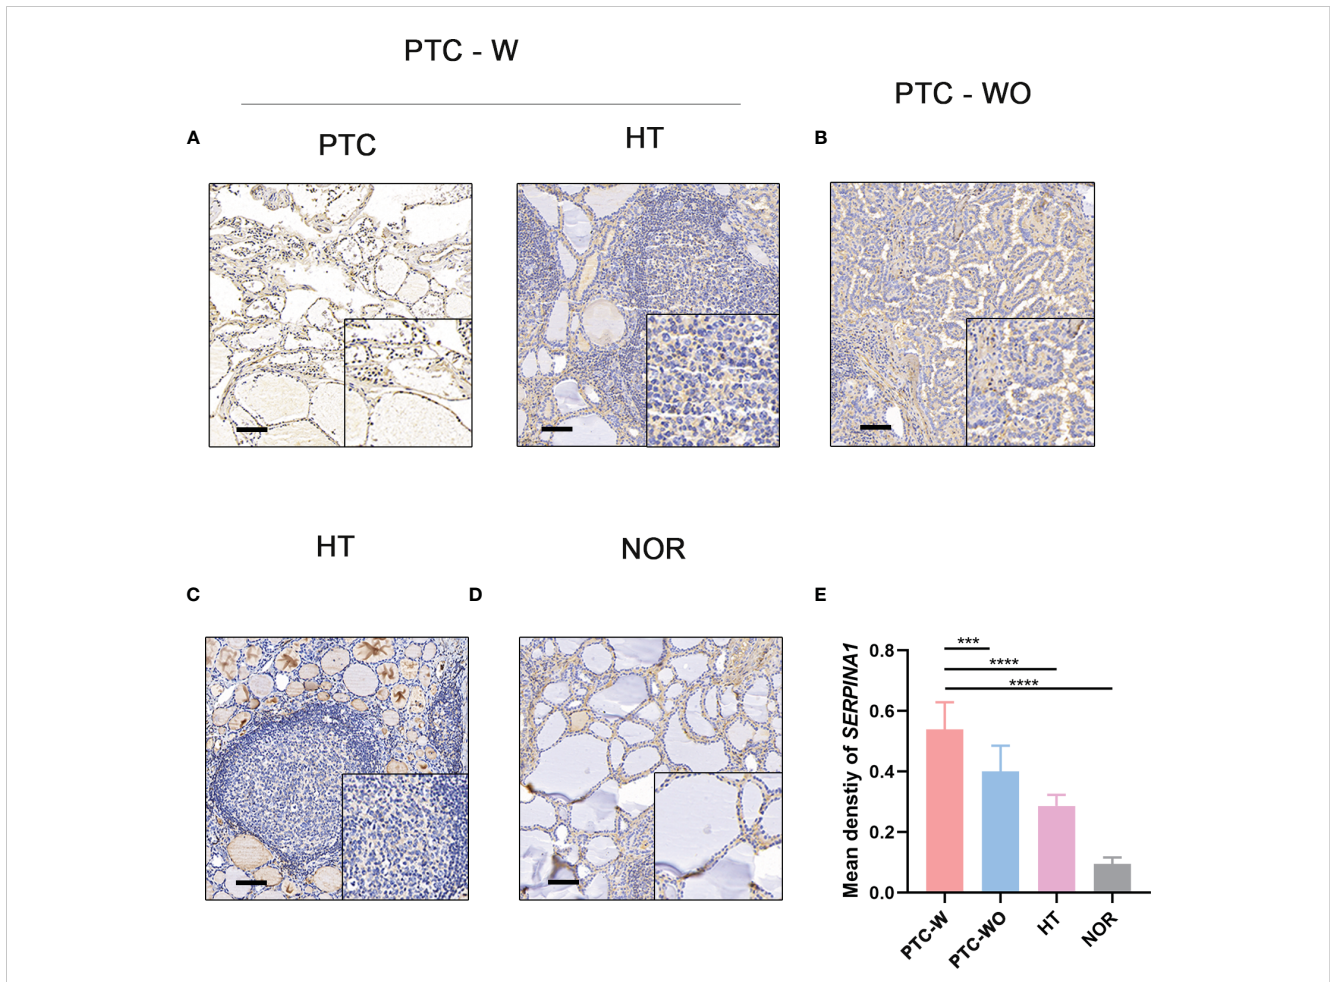 PTC - W
PTC - WO
A
PTC
HT
B
HT
NOR
C
D
E
Mean denstiy of SERPINA1
0.8
0.6
0.4
0.2
0.0
***
****
****
PTC-W
PTC-WO
HT
NOR